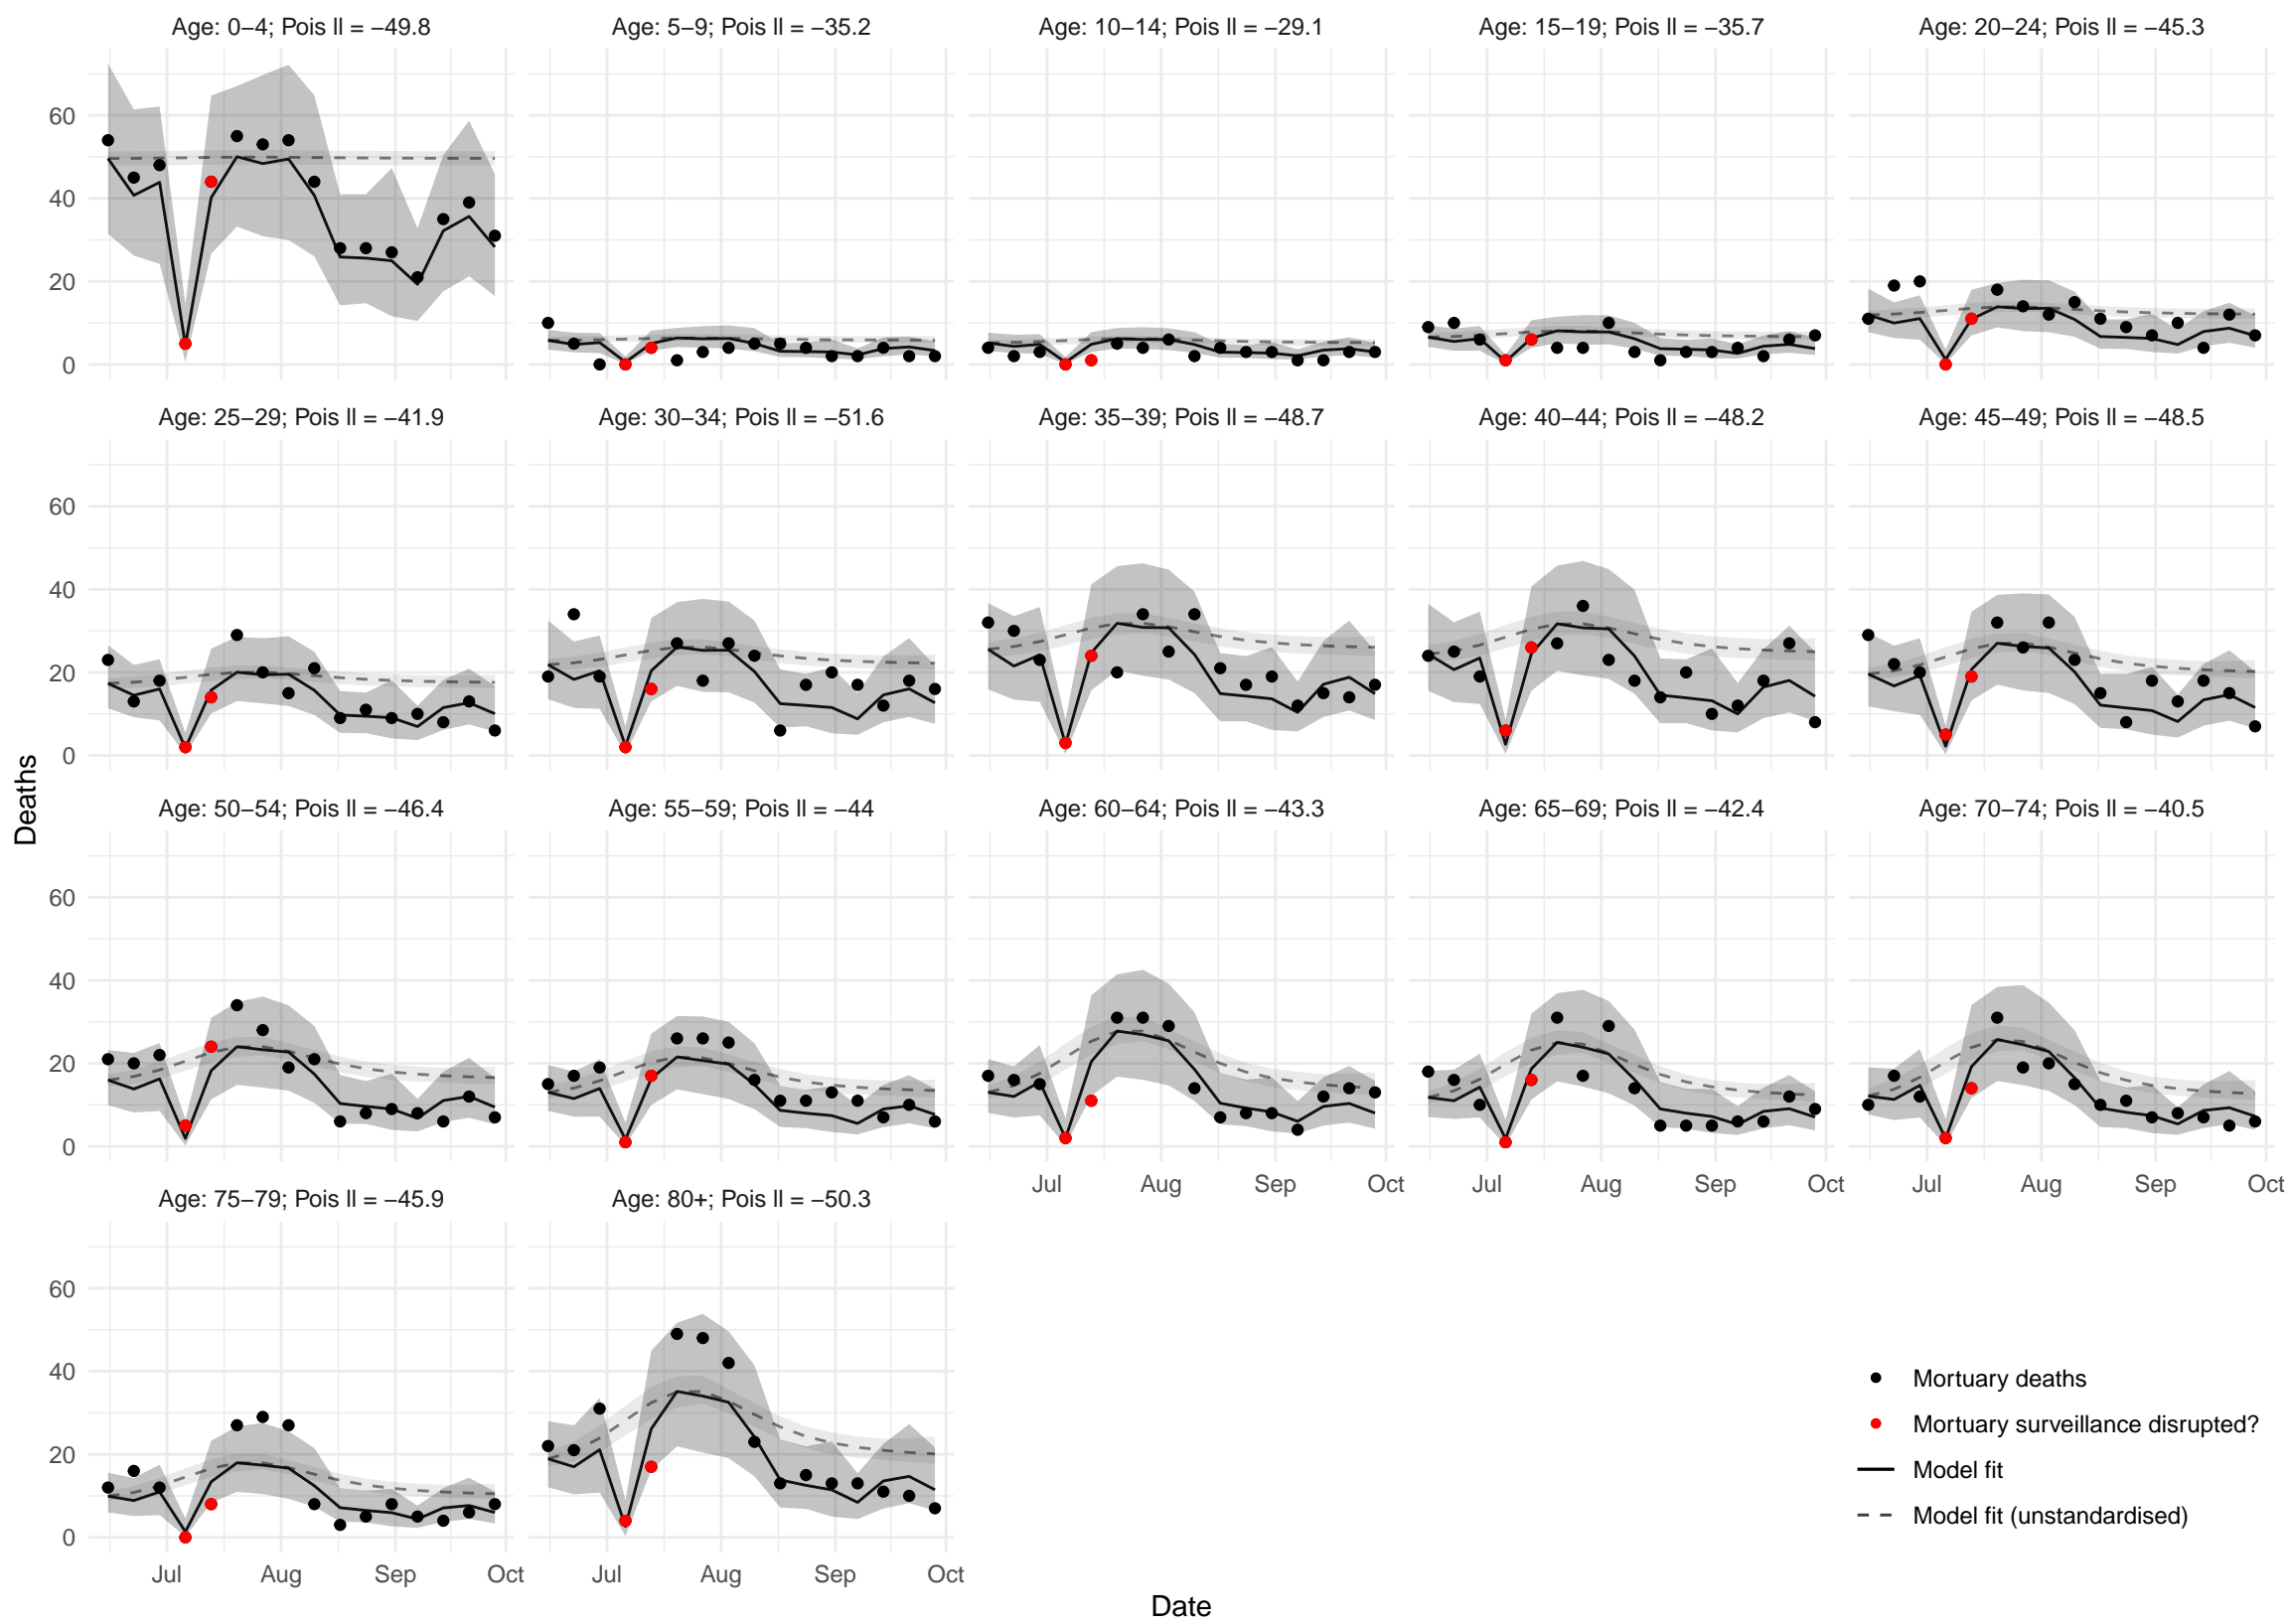 Age: 0−4; Pois ll = −49.8
Age: 5−9; Pois ll = −35.2
Age: 10−14; Pois ll = −29.1
Age: 15−19; Pois ll = −35.7
Age: 20−24; Pois ll = −45.3
60
40
20
0
Age: 25−29; Pois ll = −41.9
Age: 30−34; Pois ll = −51.6
Age: 35−39; Pois ll = −48.7
Age: 40−44; Pois ll = −48.2
Age: 45−49; Pois ll = −48.5
60
40
20
0
Deaths
Age: 50−54; Pois ll = −46.4
Age: 55−59; Pois ll = −44
Age: 60−64; Pois ll = −43.3
Age: 65−69; Pois ll = −42.4
Age: 70−74; Pois ll = −40.5
60
40
20
0
Jul Aug Sep Oct
Jul Aug Sep Oct
Jul Aug Sep Oct
Age: 75−79; Pois ll = −45.9
Age: 80+; Pois ll = −50.3
60
40
20
0
Jul Aug Sep Oct
Jul Aug Sep Oct
Date
Mortuary deaths
Mortuary surveillance disrupted?
Model fit
Model fit (unstandardised)